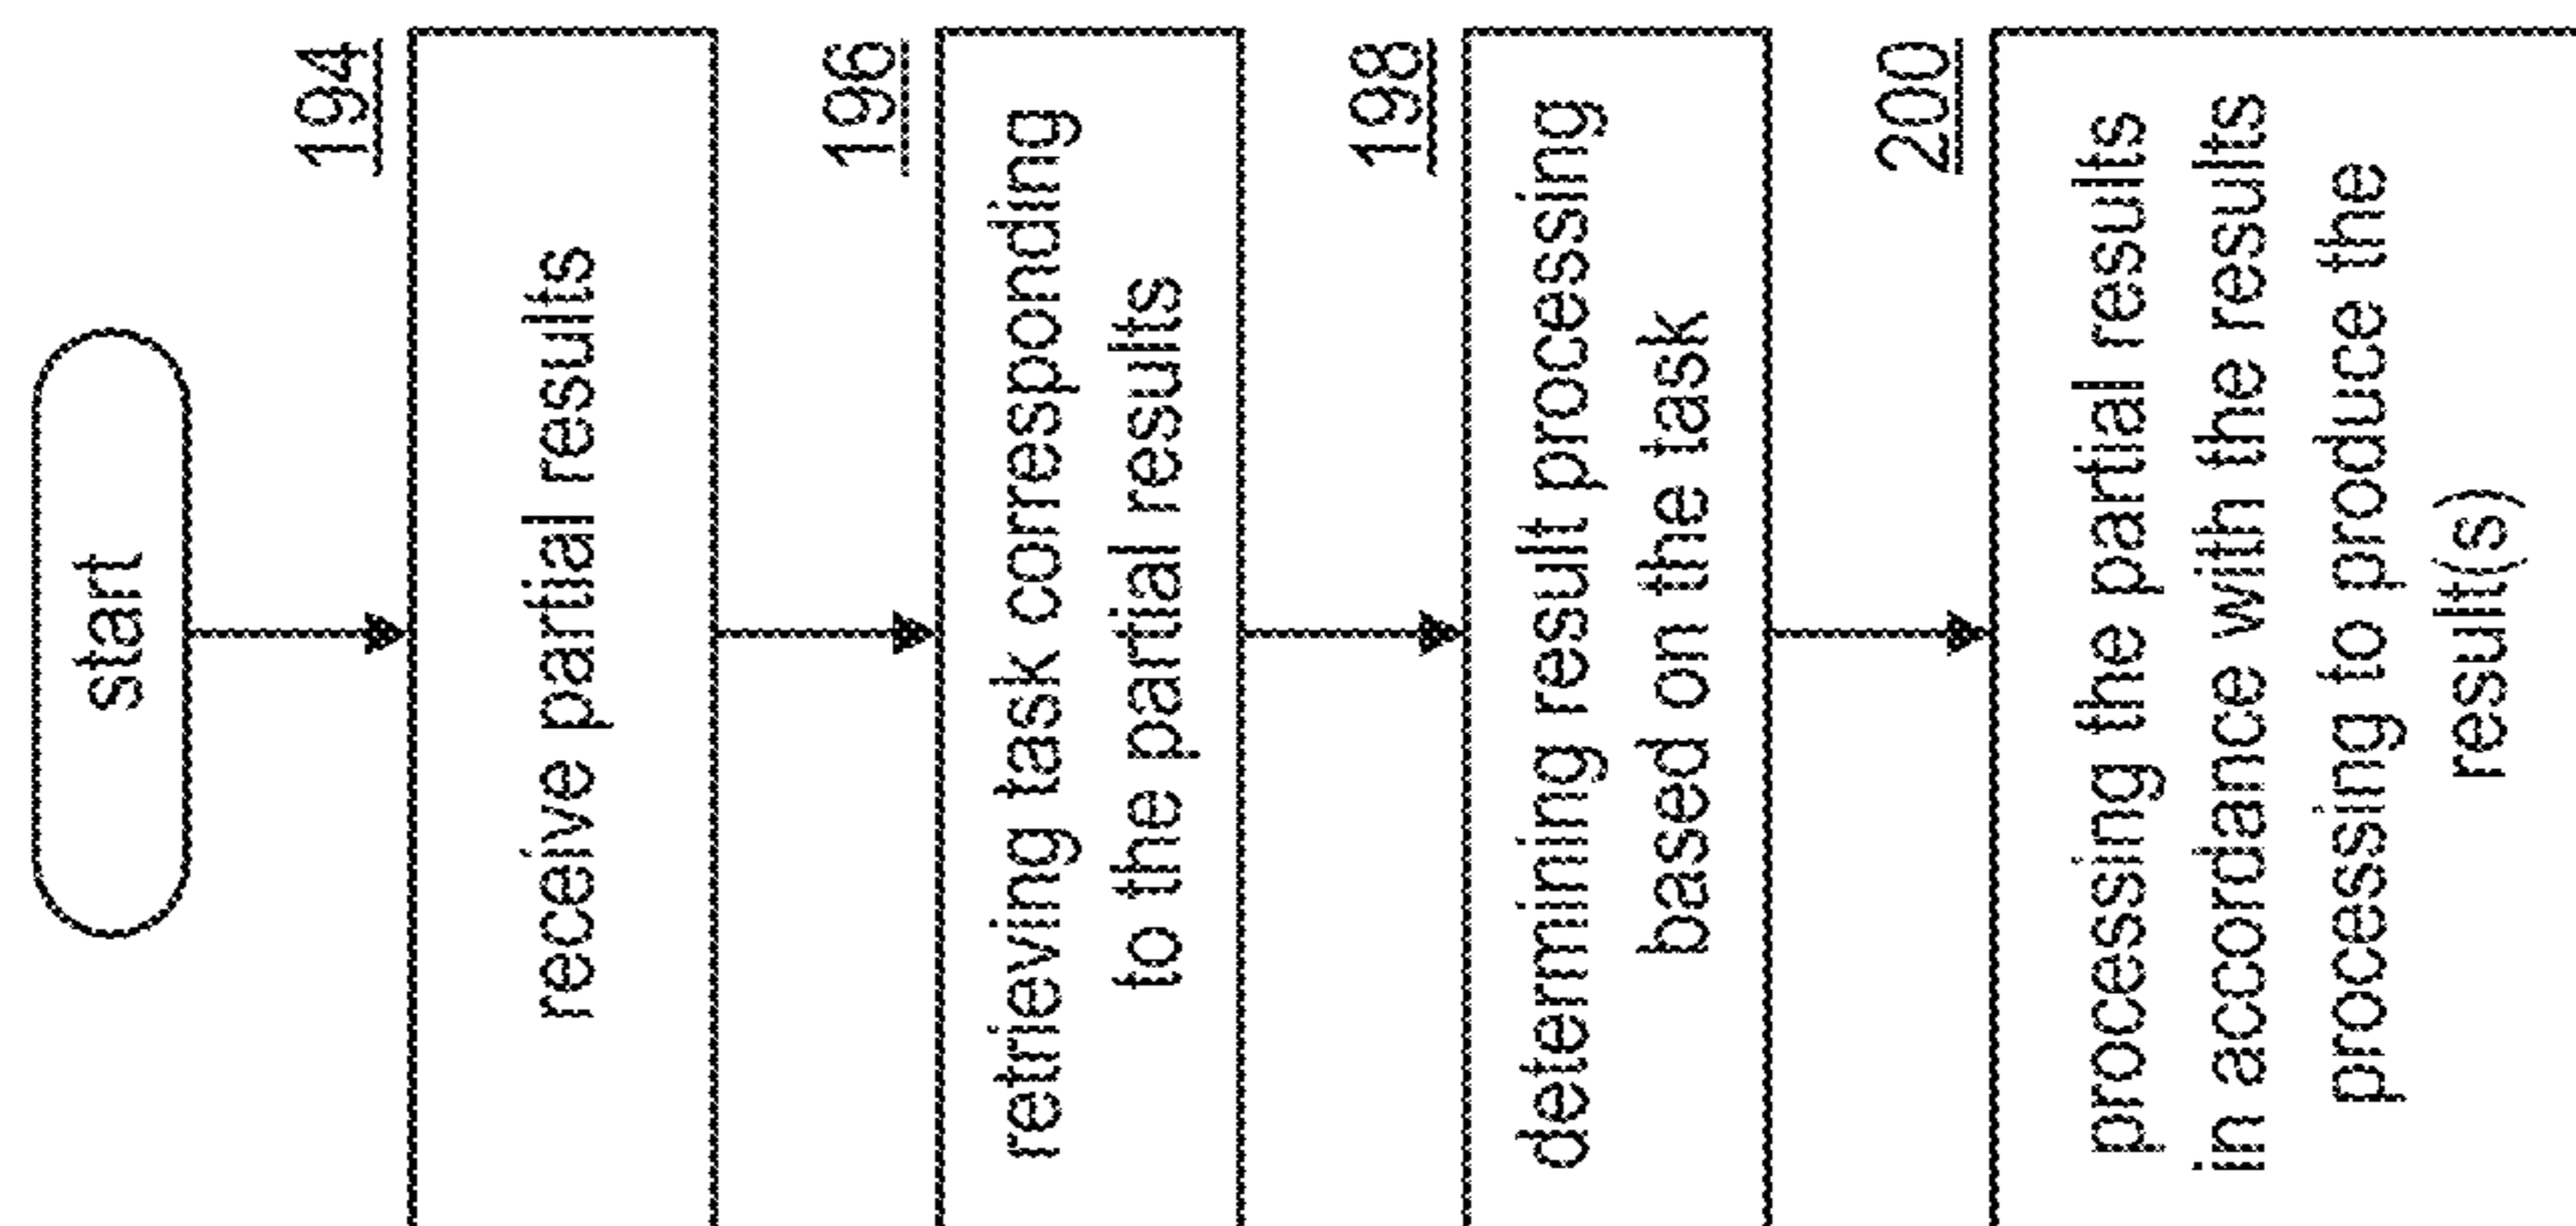 start
194
receive partial results
196
retrieving task corresponding
to the partial results
198
determining result processing
based on the task
200
processing the partial results
in accordance with the results
processing to produce the
result(s)